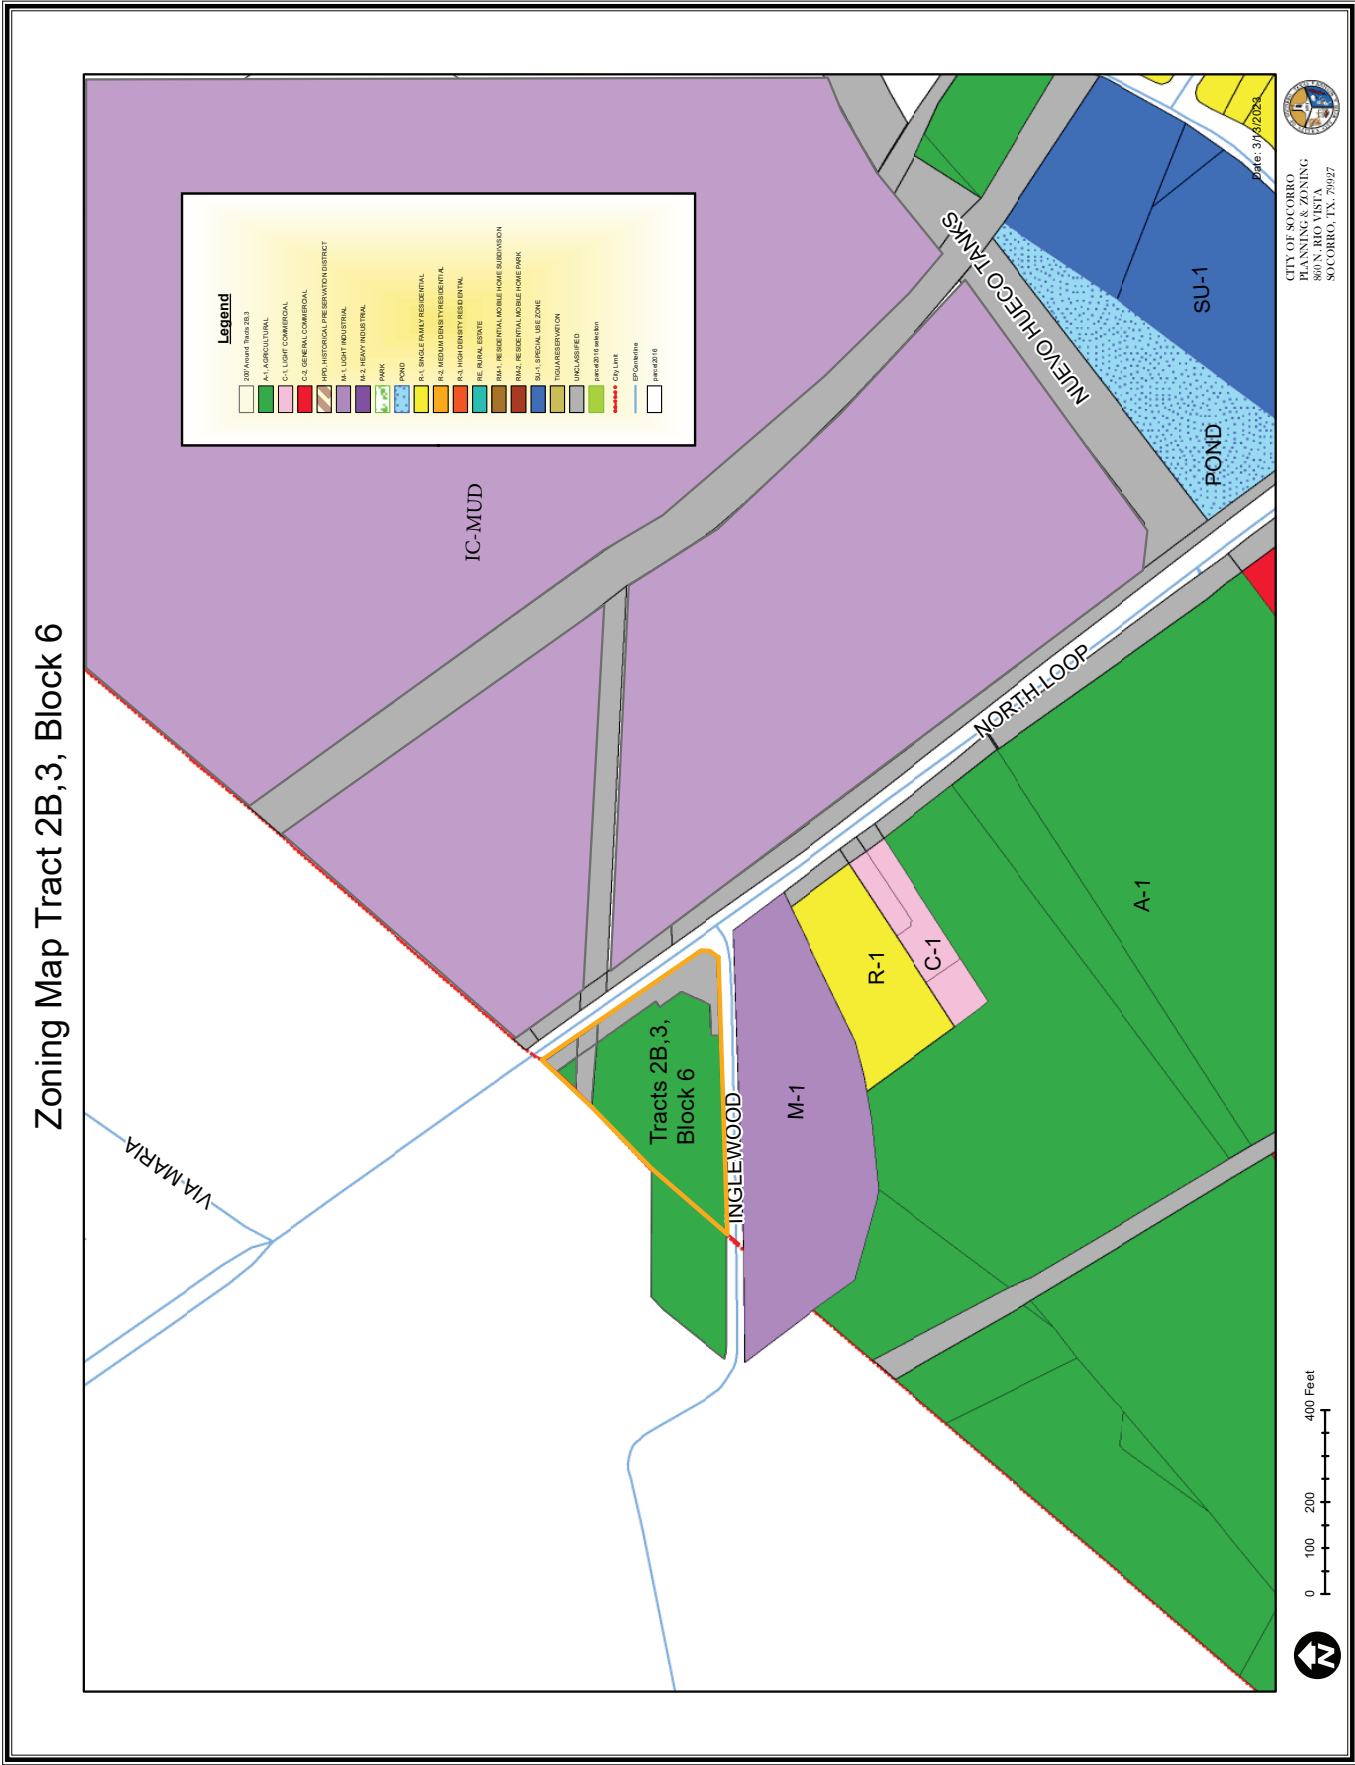 Zoning Map Tract 2B,3, Block 6
Legend
200' Around Tracts 2B,3
A-1, AGRICULTURAL
C-1, LIGHT COMMERCIAL
C-2, GENERAL COMMERCIAL
HPD, HISTORICAL PRESERVATION DISTRICT
M-1, LIGHT INDUSTRIAL
M-2, HEAVY INDUSTRIAL
PARK
POND
R-1, SINGLE FAMILY RESIDENTIAL
R-2, MEDIUM DENSITY RESIDENTIAL
R-3, HIGH DENSITY RESIDENTIAL
RE, RURAL ESTATE
RM-1, RESIDENTIAL MOBILE HOME SUBDIVISION
RM-2, RESIDENTIAL MOBILE HOME PARK
SU-1, SPECIAL USE ZONE
TIGUA RESERVATION
UNCLASSIFIED
parcel2016 selection
City Limit
EPCenterline
parcel2016
IC-MUD
VIA MARIA
NUEVO HUECO TANKS
SU-1
POND
NORTH LOOP
Tracts 2B,3,
Block 6
INGLEWOOD
M-1
R-1
C-1
A-1
Date: 3/13/2023
CITY OF SOCORRO
PLANNING & ZONING
860 N. RIO VISTA
SOCORRO, TX. 79927
0 100 200 400 Feet
N